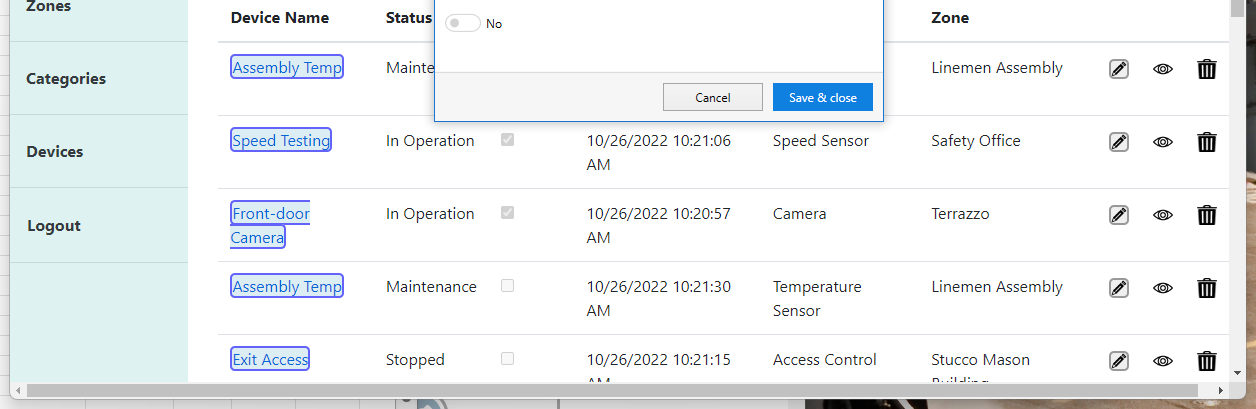 Zones
Device Name Status Zone
No
Assembly Temp Mainte Linemen Assembly
Categories
Cancel Save & close
Speed Testing In Operation 10/26/2022 10:21:06 Speed Sensor Safety Office
AM
Devices
Front-door In Operation 10/26/2022 10:20:57 Camera Terrazzo
Camera AM
Logout
Assembly Temp Maintenance 10/26/2022 10:21:30 Temperature Linemen Assembly
AM Sensor
Exit Access Stopped 10/26/2022 10:21:15 Access Control Stucco Mason
AM Building